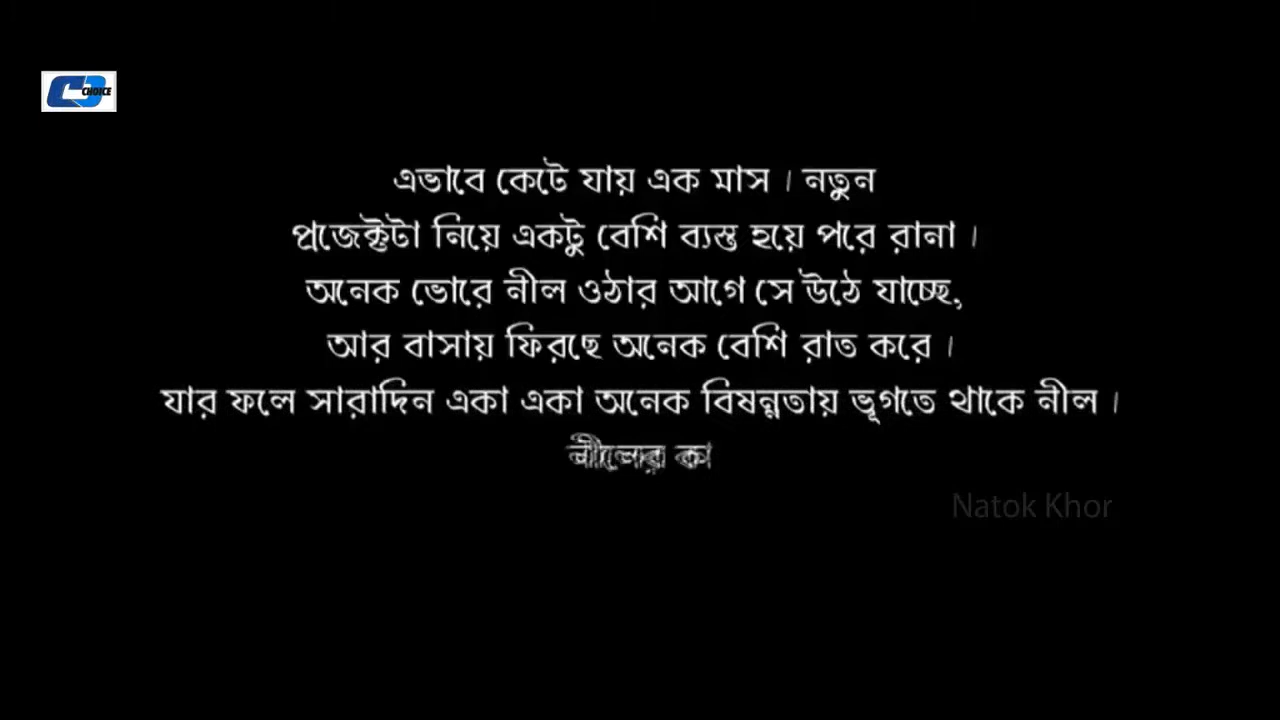 CHOICE
এভাবে কেটে যায় এক মাস । নতুন
প্রজেক্টটা নিয়ে একটু বেশি ব্যস্ত হয়ে পরে রানা ।
অনেক ভোরে নীল ওঠার আগে সে উঠে যাচ্ছে,
আর বাসায় ফিরছে অনেক বেশি রাত করে ।
যার ফলে সারাদিন একা একা অনেক বিষন্নতায় ভূগতে থাকে নীল ।
নীলের কা
Natok Khor